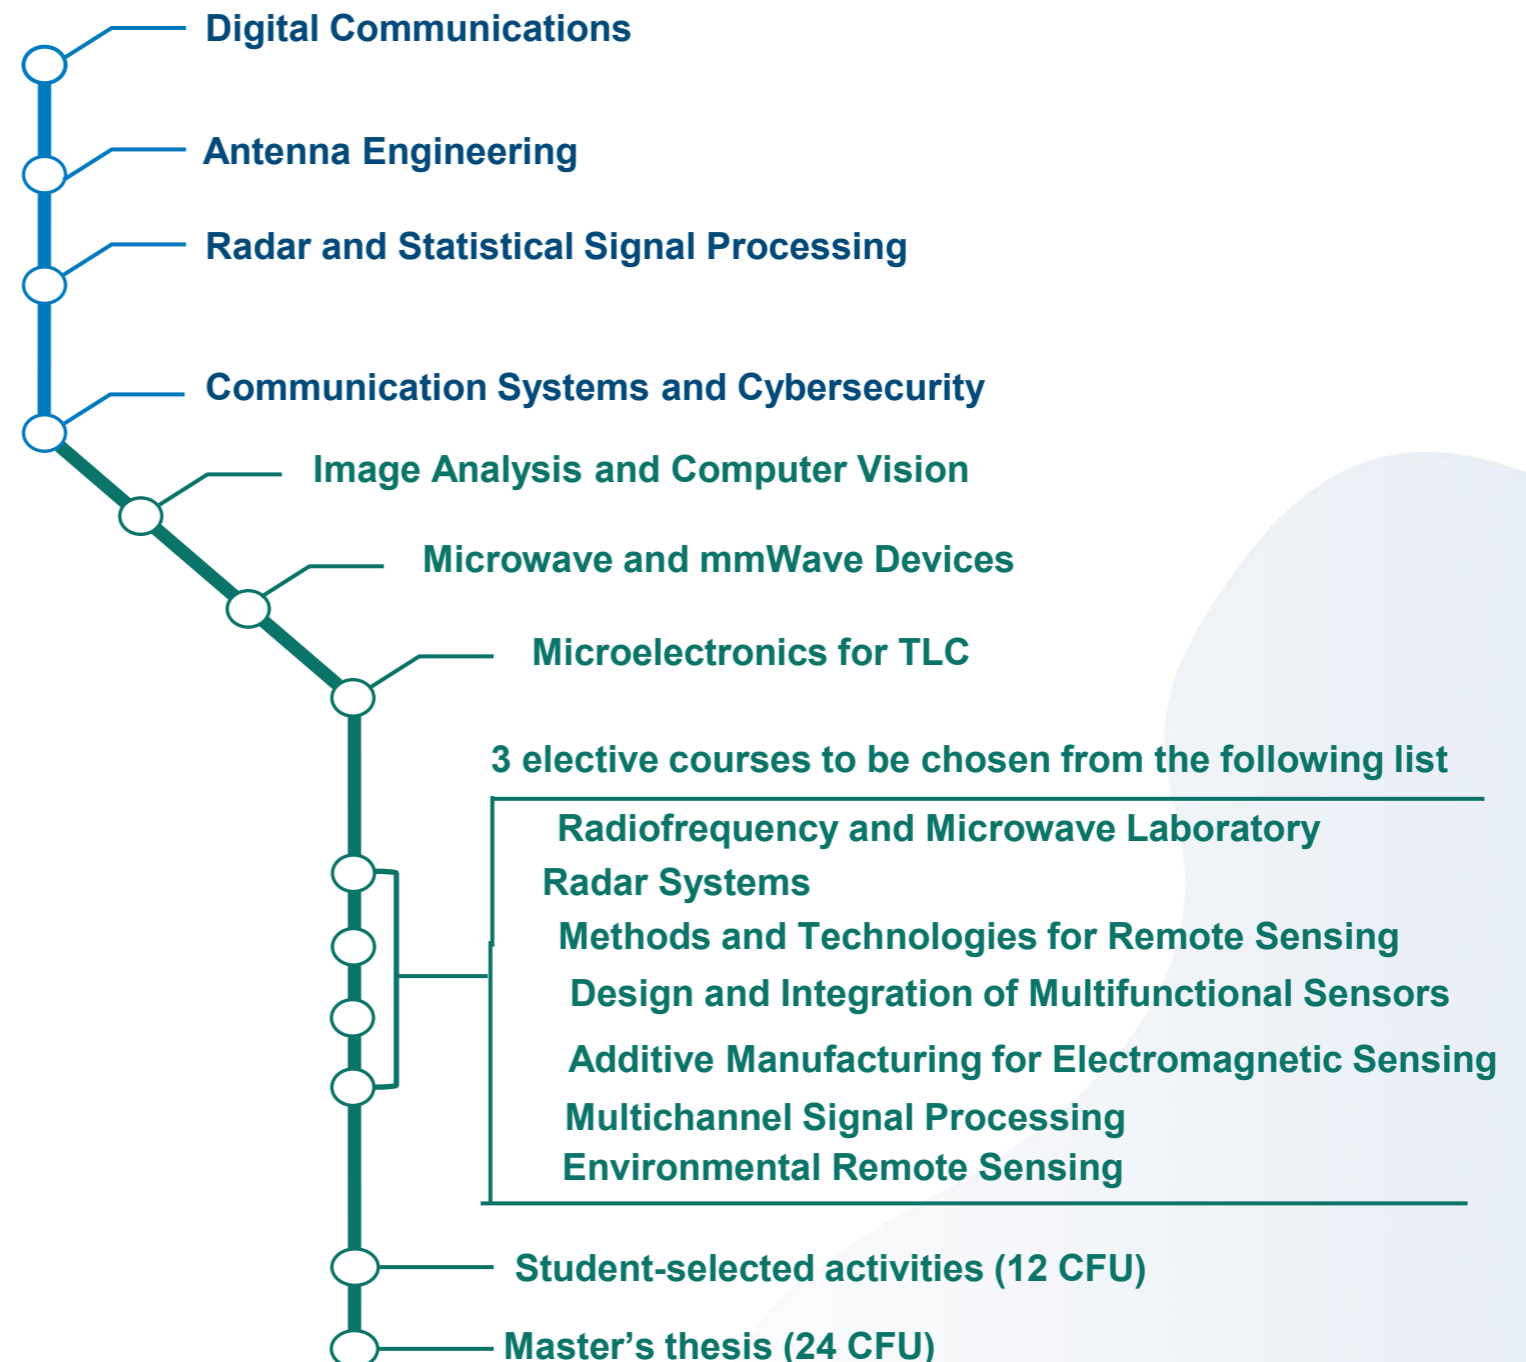 Digital Communications
Antenna Engineering
Radar and Statistical Signal Processing
Communication Systems and Cybersecurity
Image Analysis and Computer Vision
Microwave and mmWave Devices
Microelectronics for TLC
3 elective courses to be chosen from the following list
Radiofrequency and Microwave Laboratory
Radar Systems
Methods and Technologies for Remote Sensing
Design and Integration of Multifunctional Sensors
Additive Manufacturing for Electromagnetic Sensing
Multichannel Signal Processing
Environmental Remote Sensing
Student-selected activities (12 CFU)
Master’s thesis (24 CFU)